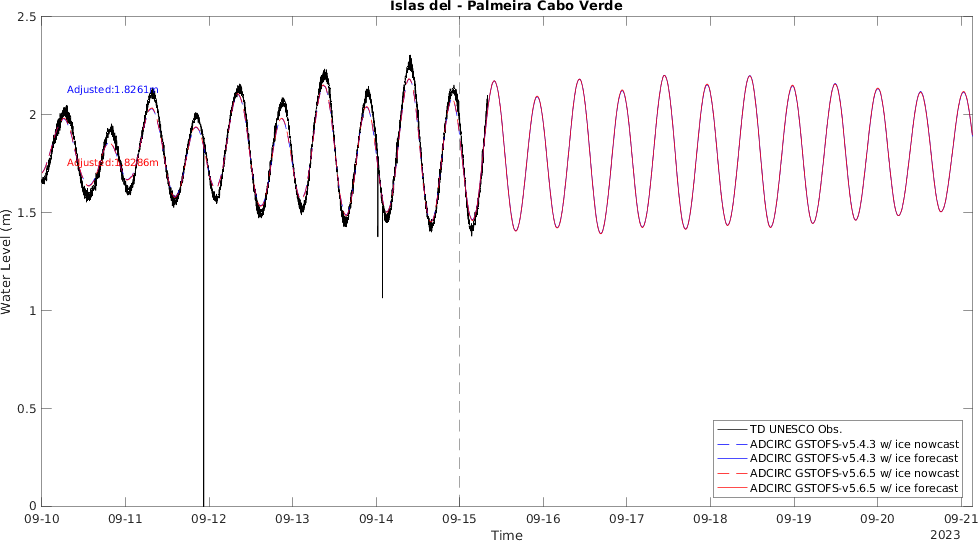 Islas del - Palmeira Cabo Verde
2.5
2
1.5
1
0.5
0
Water Level (m)
Adjusted:1.8261m
Adjusted:1.8286m
TD UNESCO Obs.
ADCIRC GSTOFS-v5.4.3 w/ ice nowcast
ADCIRC GSTOFS-v5.4.3 w/ ice forecast
ADCIRC GSTOFS-v5.6.5 w/ ice nowcast
ADCIRC GSTOFS-v5.6.5 w/ ice forecast
09-10 09-11 09-12 09-13 09-14 09-15 09-16 09-17 09-18 09-19 09-20 09-21
Time
2023